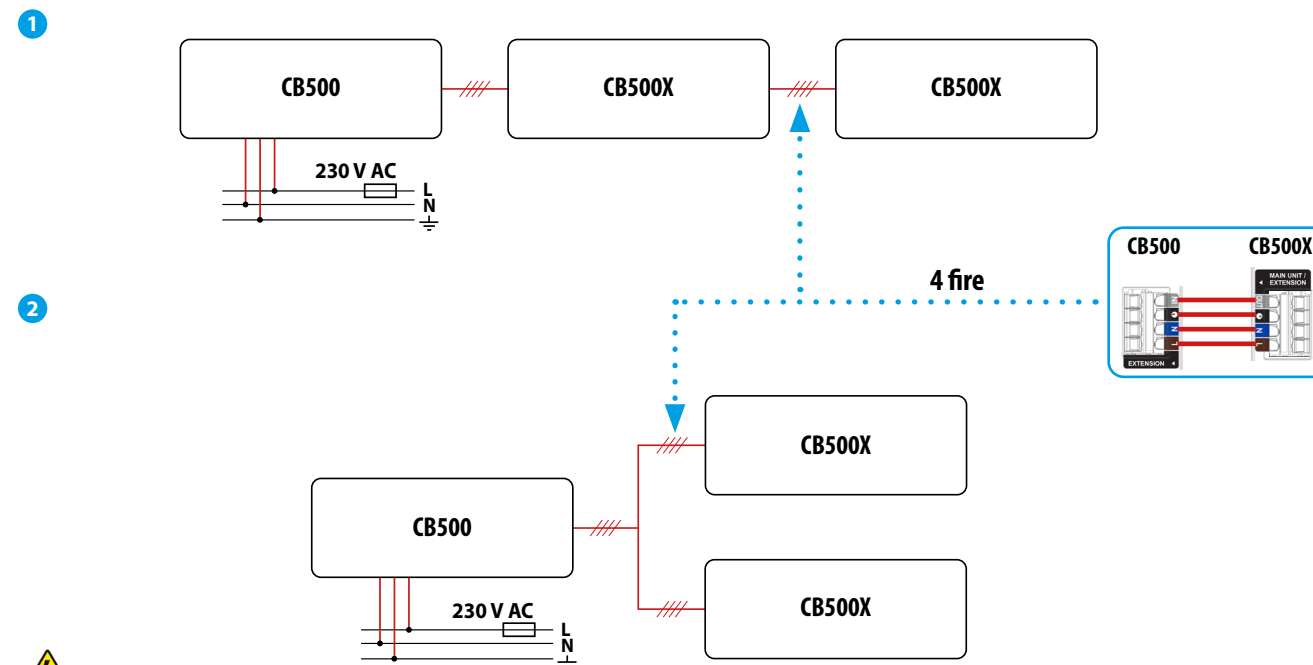 1
CB500
CB500X
CB500X
230 V AC
L
N
CB500
CB500X
MAIN UNIT /
EXTENSION
4 fire
2
N
N
L
L
EXTENSION
CB500X
CB500
CB500X
230 V AC
L
N